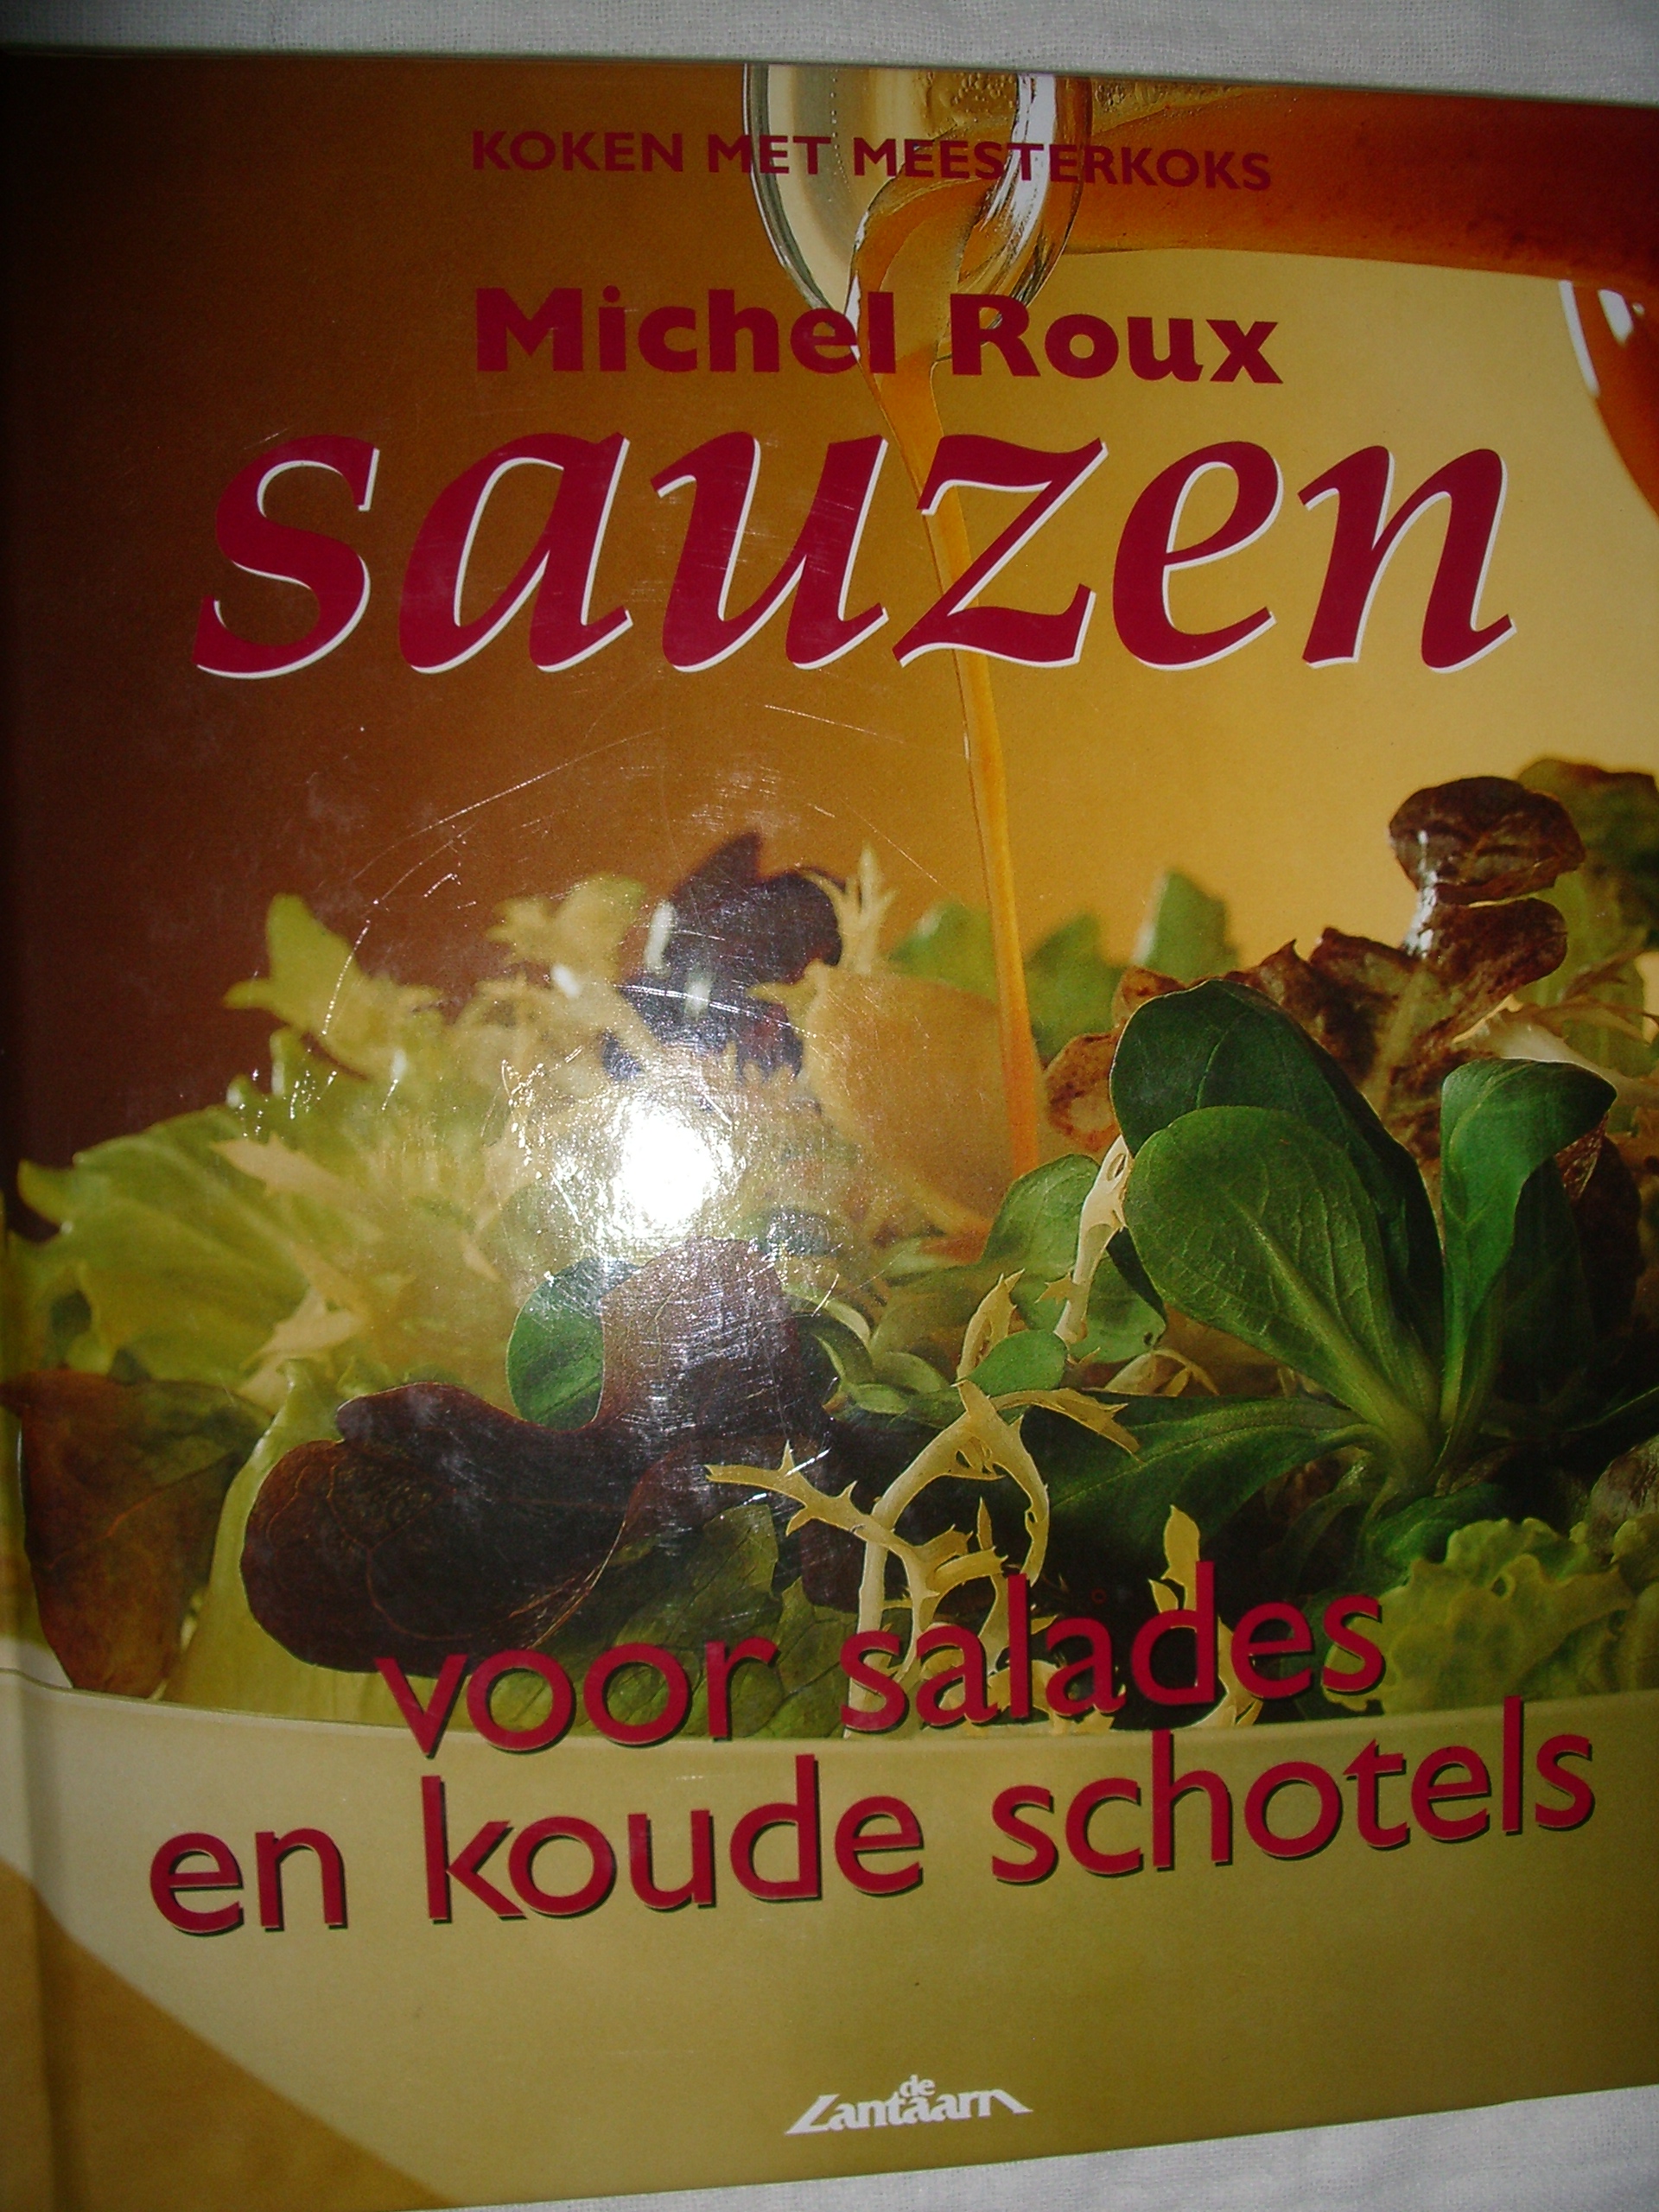 KOKEN MET MEESTERKOKS
Michel Roux
sauzen
voor salades
en koude schotels
de
Lantaarn